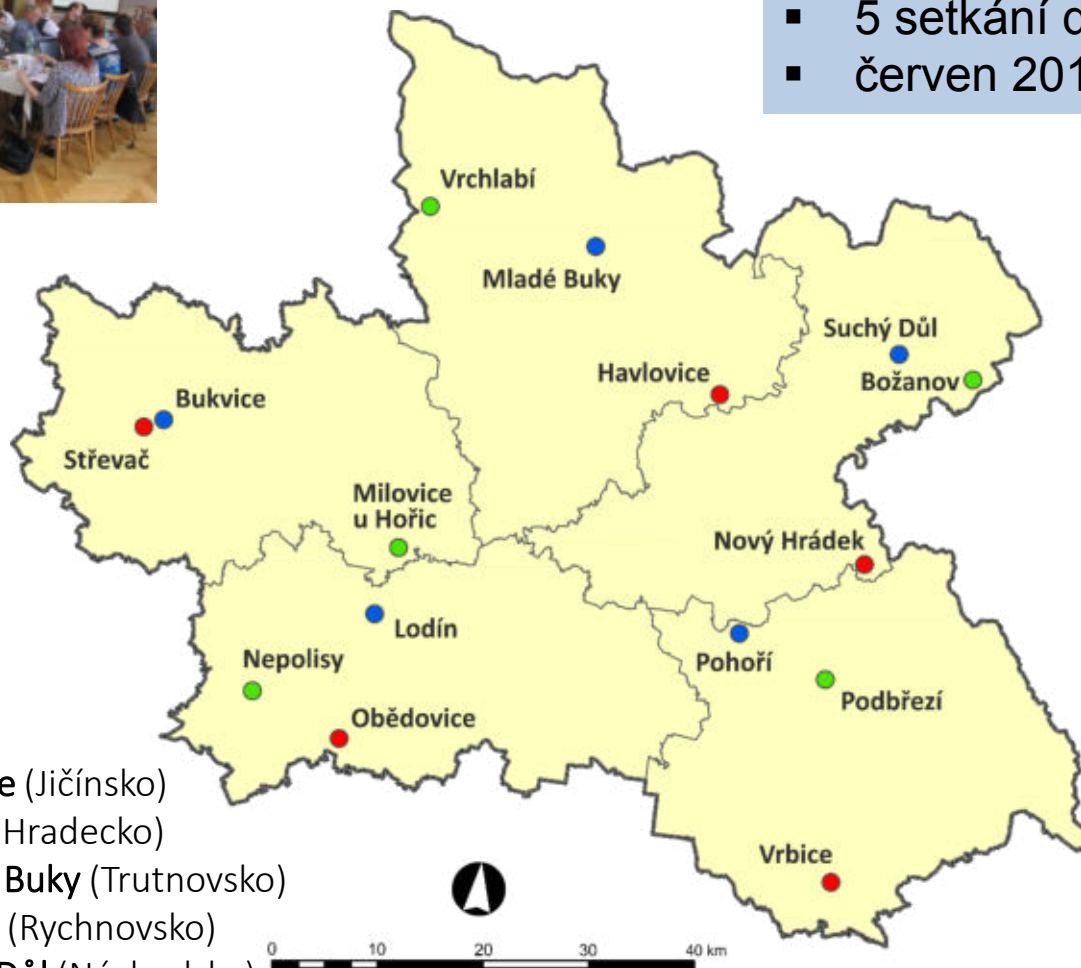 ▪ 5 setkání
▪ červen 201
Vrchlabí
Mladé Buky
Suchý Důl
Havlovice
Božanov
Bukvice
Střevač
Milovice
u Hořic
Nový Hrádek
Lodín
Pohoří
Nepolisy
Podbřezí
Obědovice
(Jičínsko)
Hradecko)
Buky (Trutnovsko)
(Rychnovsko)
Vrbice
0 10 20 30 40 km